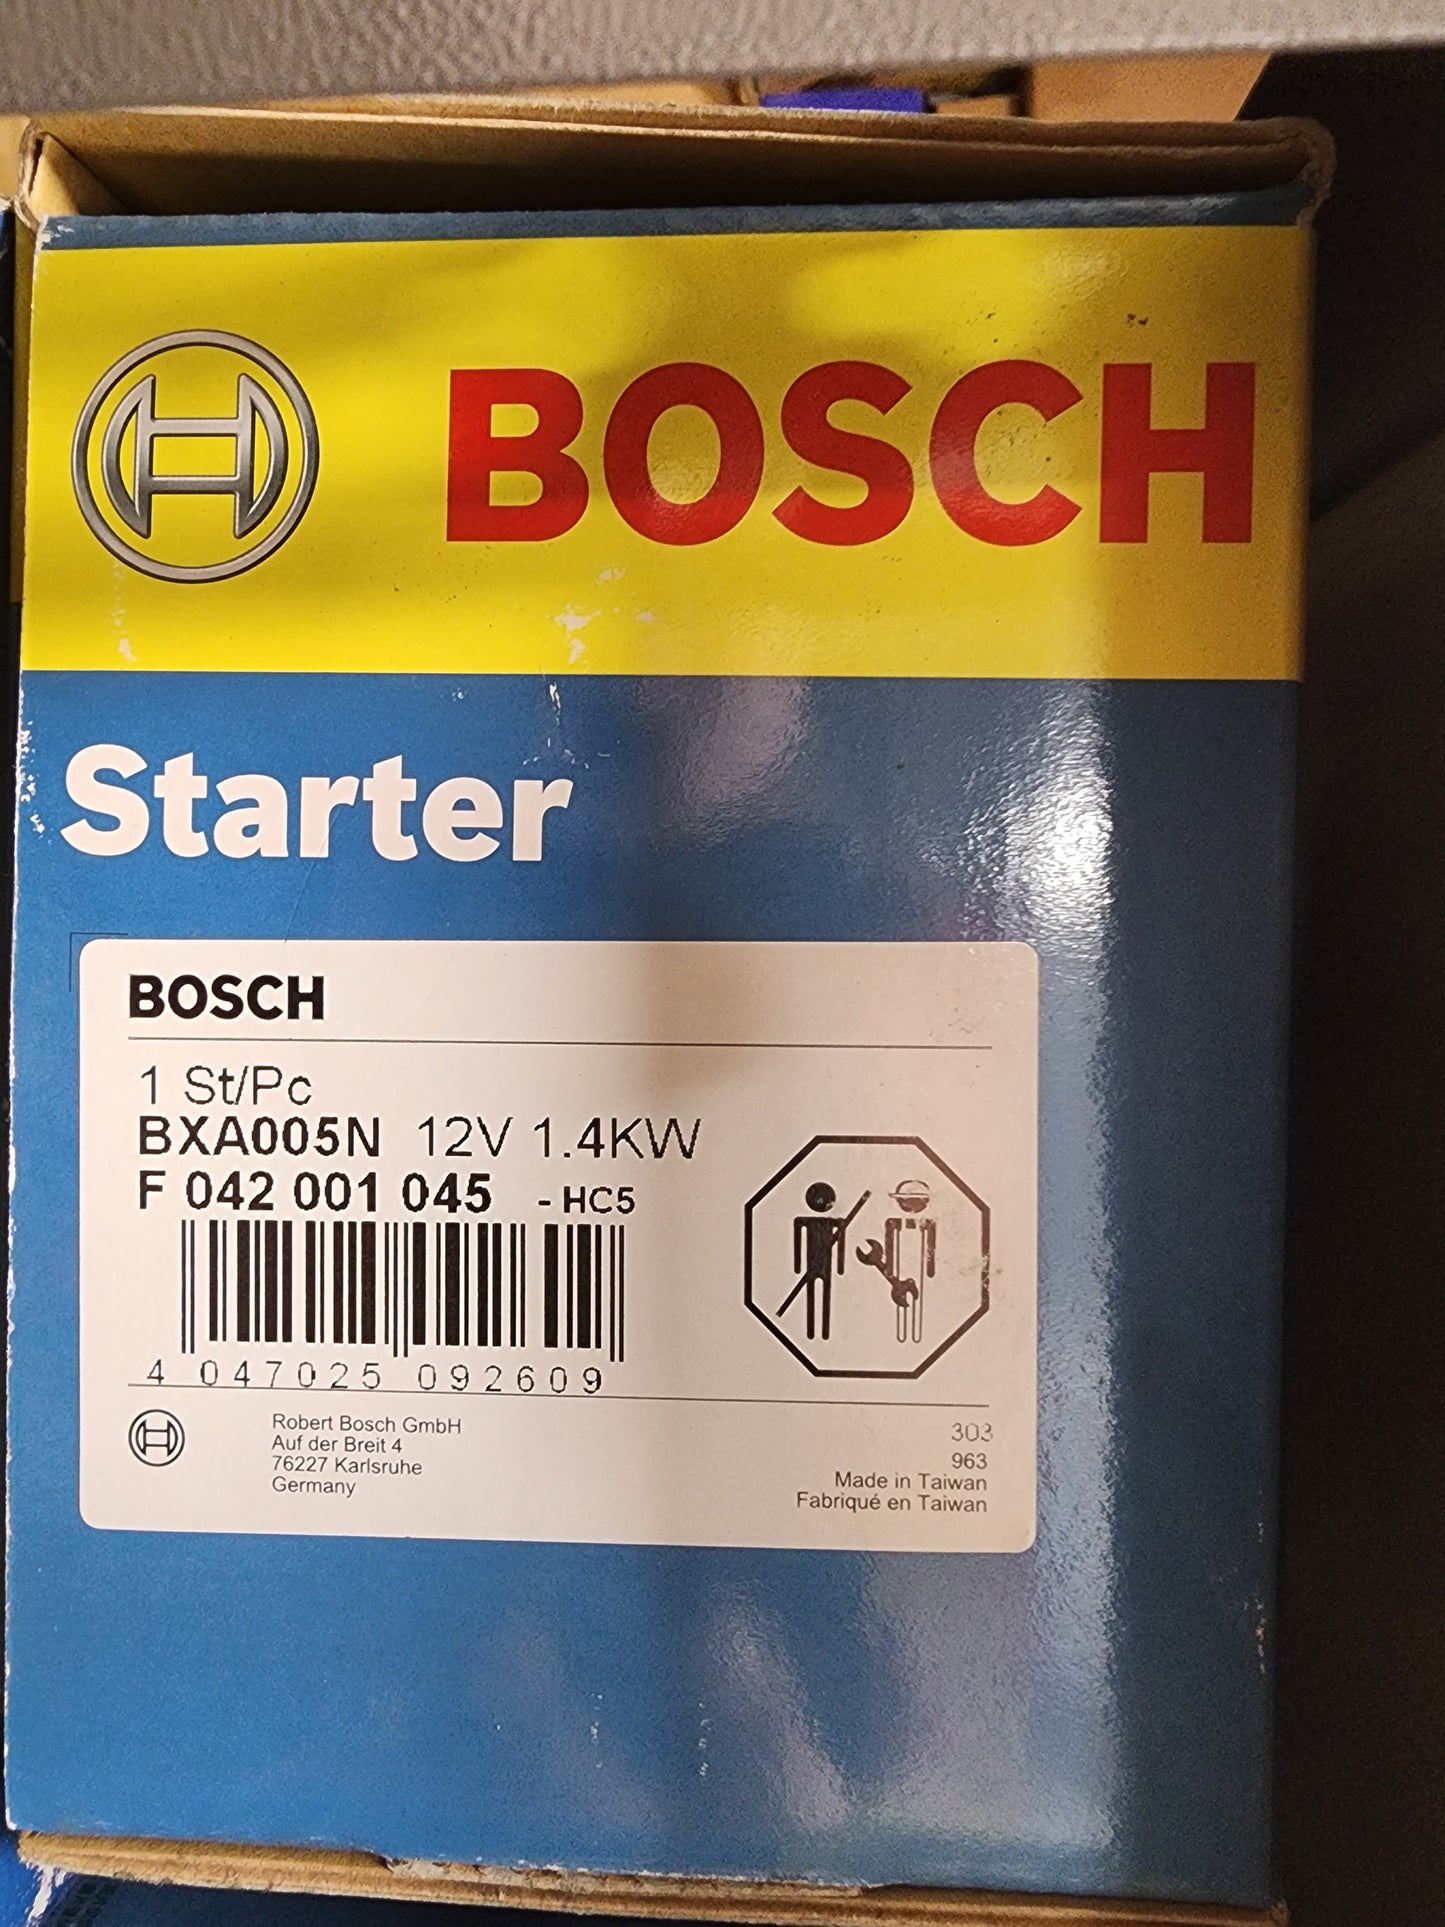 BOSCH
Starter
BOSCH
1 St/Pc
BXA005N 12V 1.4KW
F 042 001 045 - HC5
4 047025 092609
Robert Bosch GmbH
Auf der Breit 4
76227 Karlsruhe
Germany
303
963
Made in Taiwan
Fabriqué en Taiwan